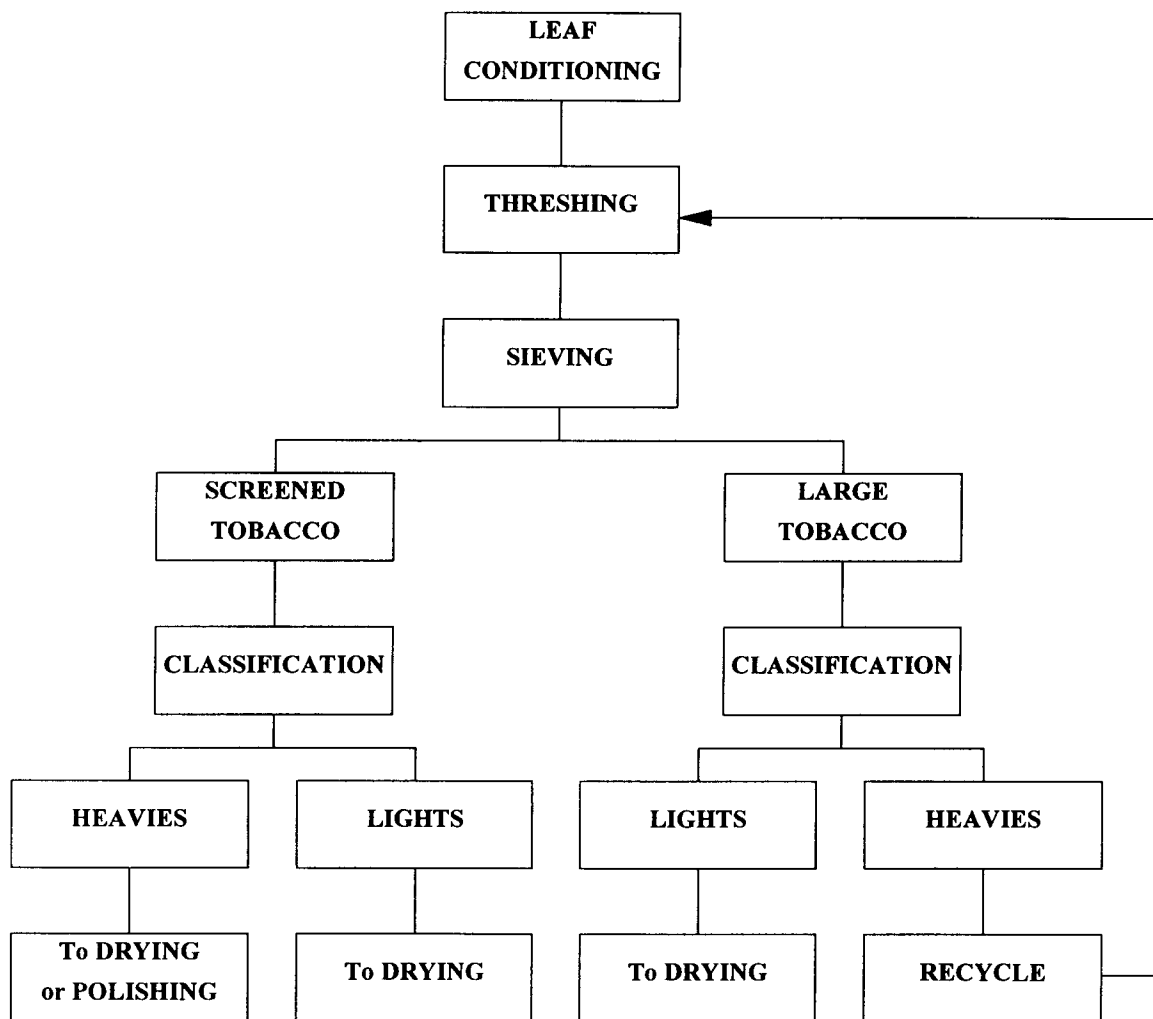 LEAF
CONDITIONING
THRESHING
SIEVING
SCREENED
TOBACCO
LARGE
TOBACCO
CLASSIFICATION
CLASSIFICATION
HEAVIES
LIGHTS
LIGHTS
HEAVIES
To DRYING
or POLISHING
To DRYING
To DRYING
RECYCLE